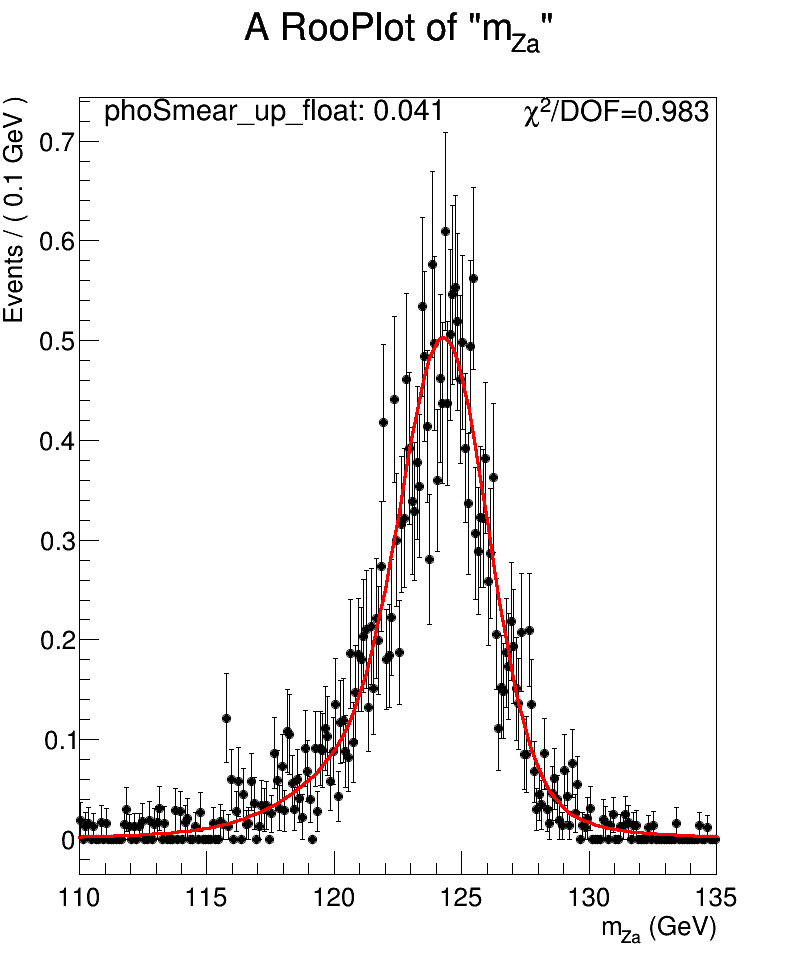 A RooPlot of "m_Za"
phoSmear_up_float: 0.041 χ²/DOF=0.983
Events / ( 0.1 GeV )
0.7
0.6
0.5
0.4
0.3
0.2
0.1
0
110 115 120 125 130 135
m_Za (GeV)